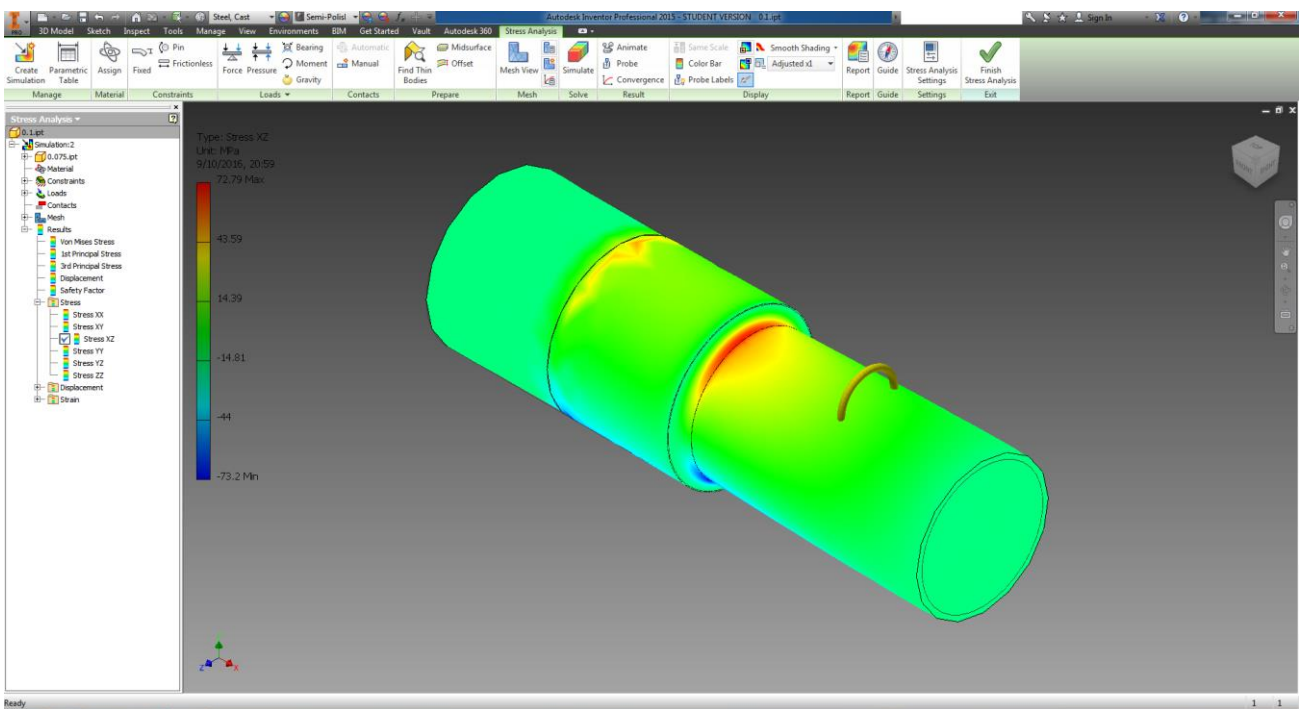 Steel, Cast Semi-Polisl Autodesk Inventor Professional 2015 - STUDENT VERSION 0.1.ipt Sign In
PRO 3D Model Sketch Inspect Tools Manage View Environments BIM Get Started Vault Autodesk 360 Stress Analysis
Create Simulation
Parametric Table
Assign
Fixed
Pin
Frictionless
Force
Pressure
Bearing
Moment
Gravity
Automatic
Manual
Find Thin Bodies
Midsurface
Offset
Mesh View
Simulate
Animate
Probe
Convergence
Same Scale
Color Bar
Probe Labels
Smooth Shading
Adjusted x1
Report
Guide
Stress Analysis Settings
Finish Stress Analysis
Manage Material Constraints Loads Contacts Prepare Mesh Solve Result Display Report Guide Settings Exit
Stress Analysis
0.1.ipt
Simulation:2
0.075.ipt
Material
Constraints
Loads
Contacts
Mesh
Results
Von Mises Stress
1st Principal Stress
3rd Principal Stress
Displacement
Safety Factor
Stress
Stress XX
Stress XY
Stress XZ
Stress YY
Stress YZ
Stress ZZ
Displacement
Strain
Type: Stress XZ
Unit: MPa
9/10/2016, 20:59
72.79 Max
43.59
14.39
-14.81
-44
-73.2 Min
Z X
Ready 1 1